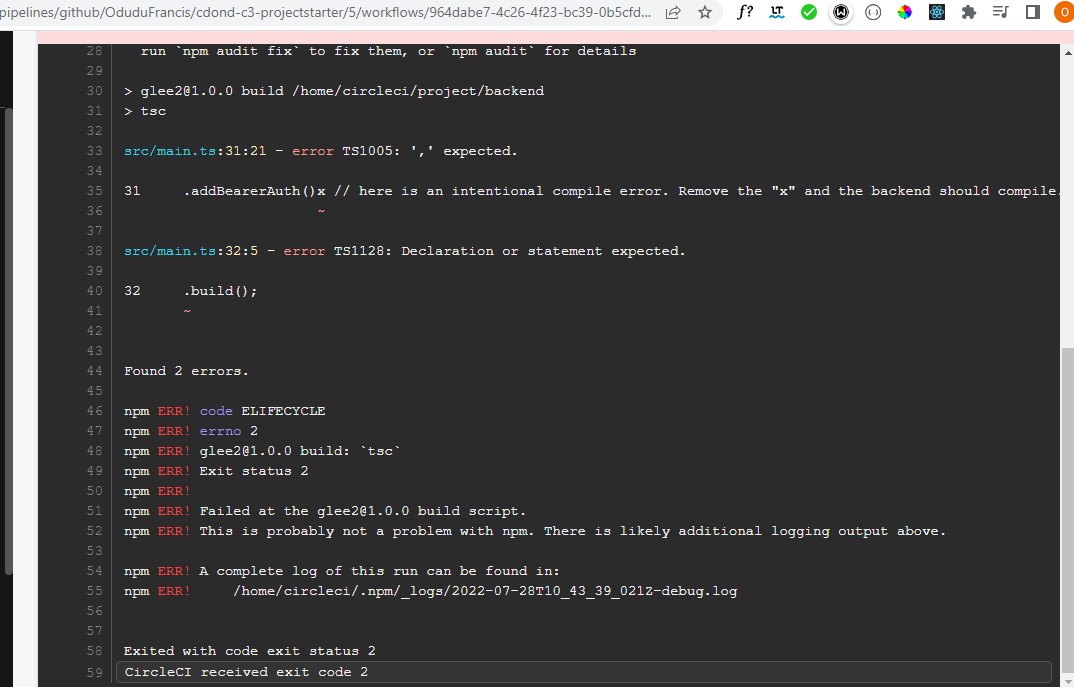 pipelines/github/OduduFrancis/cdond-c3-projectstarter/5/workflows/964dabe7-4c26-4f23-bc39-0b5cfd...
f?
LT
W
O
28 run `npm audit fix` to fix them, or `npm audit` for details
29
30 > glee2@1.0.0 build /home/circleci/project/backend
31 > tsc
32
33 src/main.ts:31:21 - error TS1005: ',' expected.
34
35 31 .addBearerAuth()x // here is an intentional compile error. Remove the "x" and the backend should compile.
36 ~
37
38 src/main.ts:32:5 - error TS1128: Declaration or statement expected.
39
40 32 .build();
41 ~
42
43
44 Found 2 errors.
45
46 npm ERR! code ELIFECYCLE
47 npm ERR! errno 2
48 npm ERR! glee2@1.0.0 build: `tsc`
49 npm ERR! Exit status 2
50 npm ERR!
51 npm ERR! Failed at the glee2@1.0.0 build script.
52 npm ERR! This is probably not a problem with npm. There is likely additional logging output above.
53
54 npm ERR! A complete log of this run can be found in:
55 npm ERR! /home/circleci/.npm/_logs/2022-07-28T10_43_39_021Z-debug.log
56
57
58 Exited with code exit status 2
59 CircleCI received exit code 2